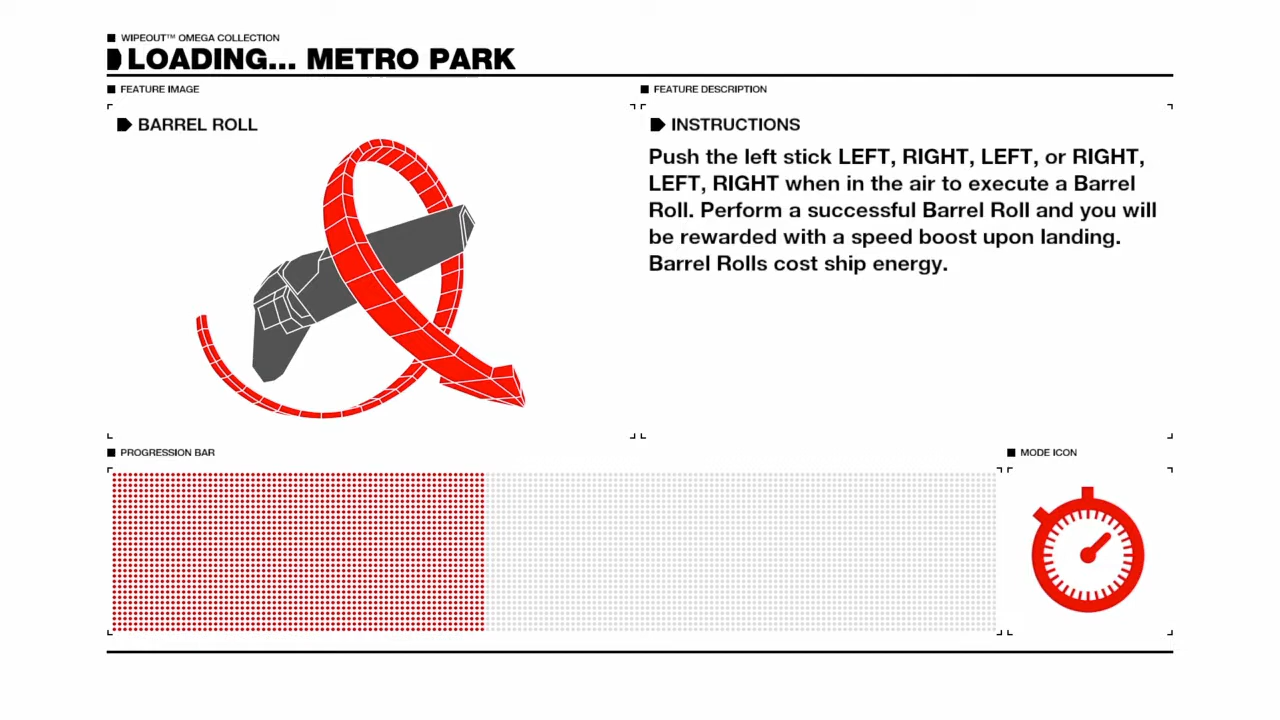 WIPEOUT™ OMEGA COLLECTION
LOADING... METRO PARK
FEATURE IMAGE
BARREL ROLL
FEATURE DESCRIPTION
INSTRUCTIONS
Push the left stick LEFT, RIGHT, LEFT, or RIGHT,
LEFT, RIGHT when in the air to execute a Barrel
Roll. Perform a successful Barrel Roll and you will
be rewarded with a speed boost upon landing.
Barrel Rolls cost ship energy.
PROGRESSION BAR
MODE ICON